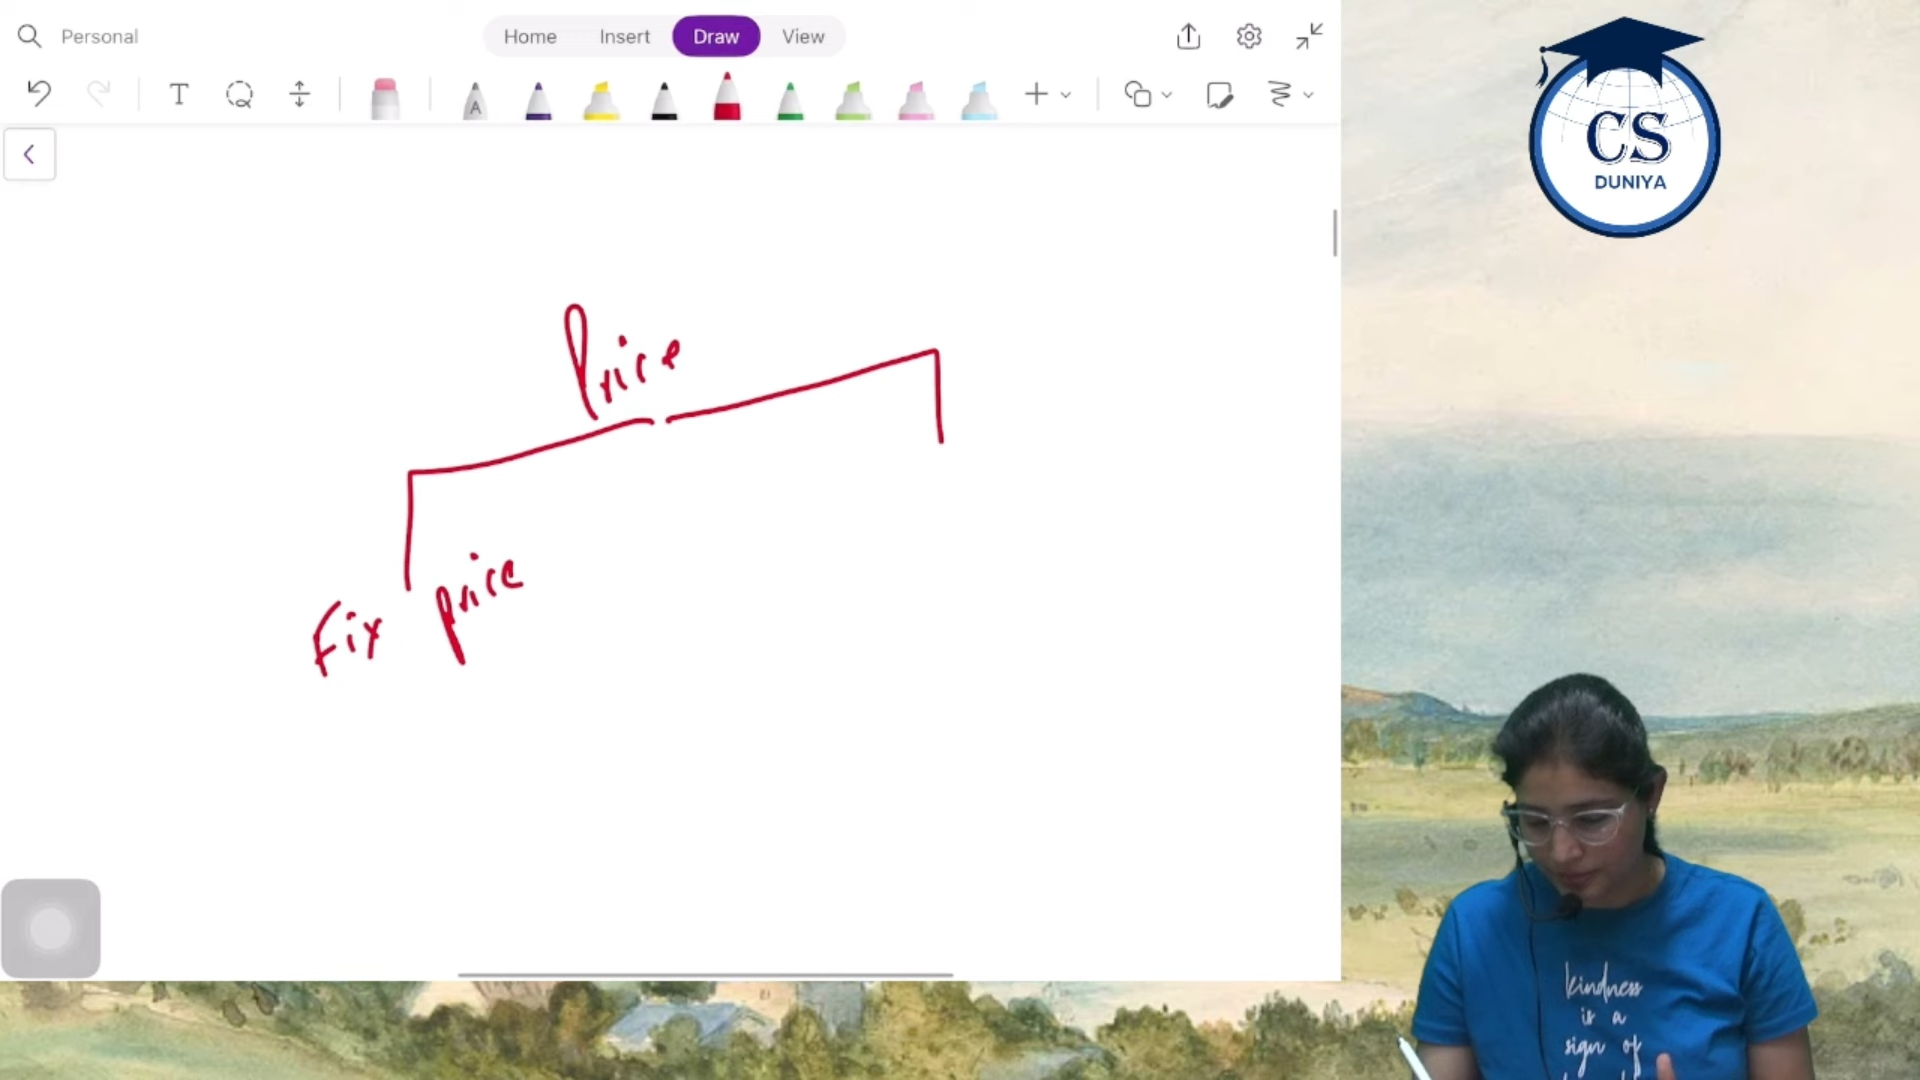 Personal
Home Insert Draw View
T
A
CS
DUNIYA
Price
Fix price
kindness
is a
sign of